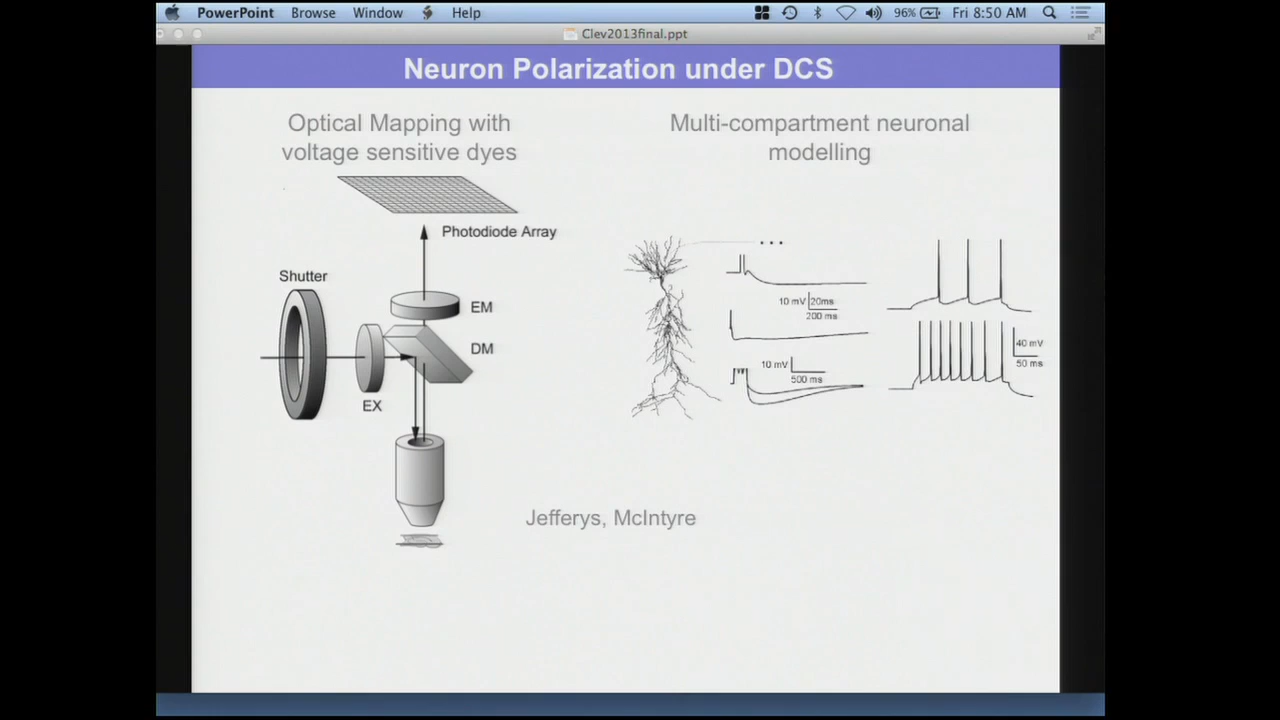 PowerPoint Browse Window Help 96% Fri 8:50 AM
Clev2013final.ppt
Neuron Polarization under DCS
Optical Mapping with
voltage sensitive dyes
Multi-compartment neuronal
modelling
Photodiode Array
Shutter
EM
DM
EX
10 mV 20ms
200 ms
10 mV
500 ms
40 mV
50 ms
Jefferys, McIntyre